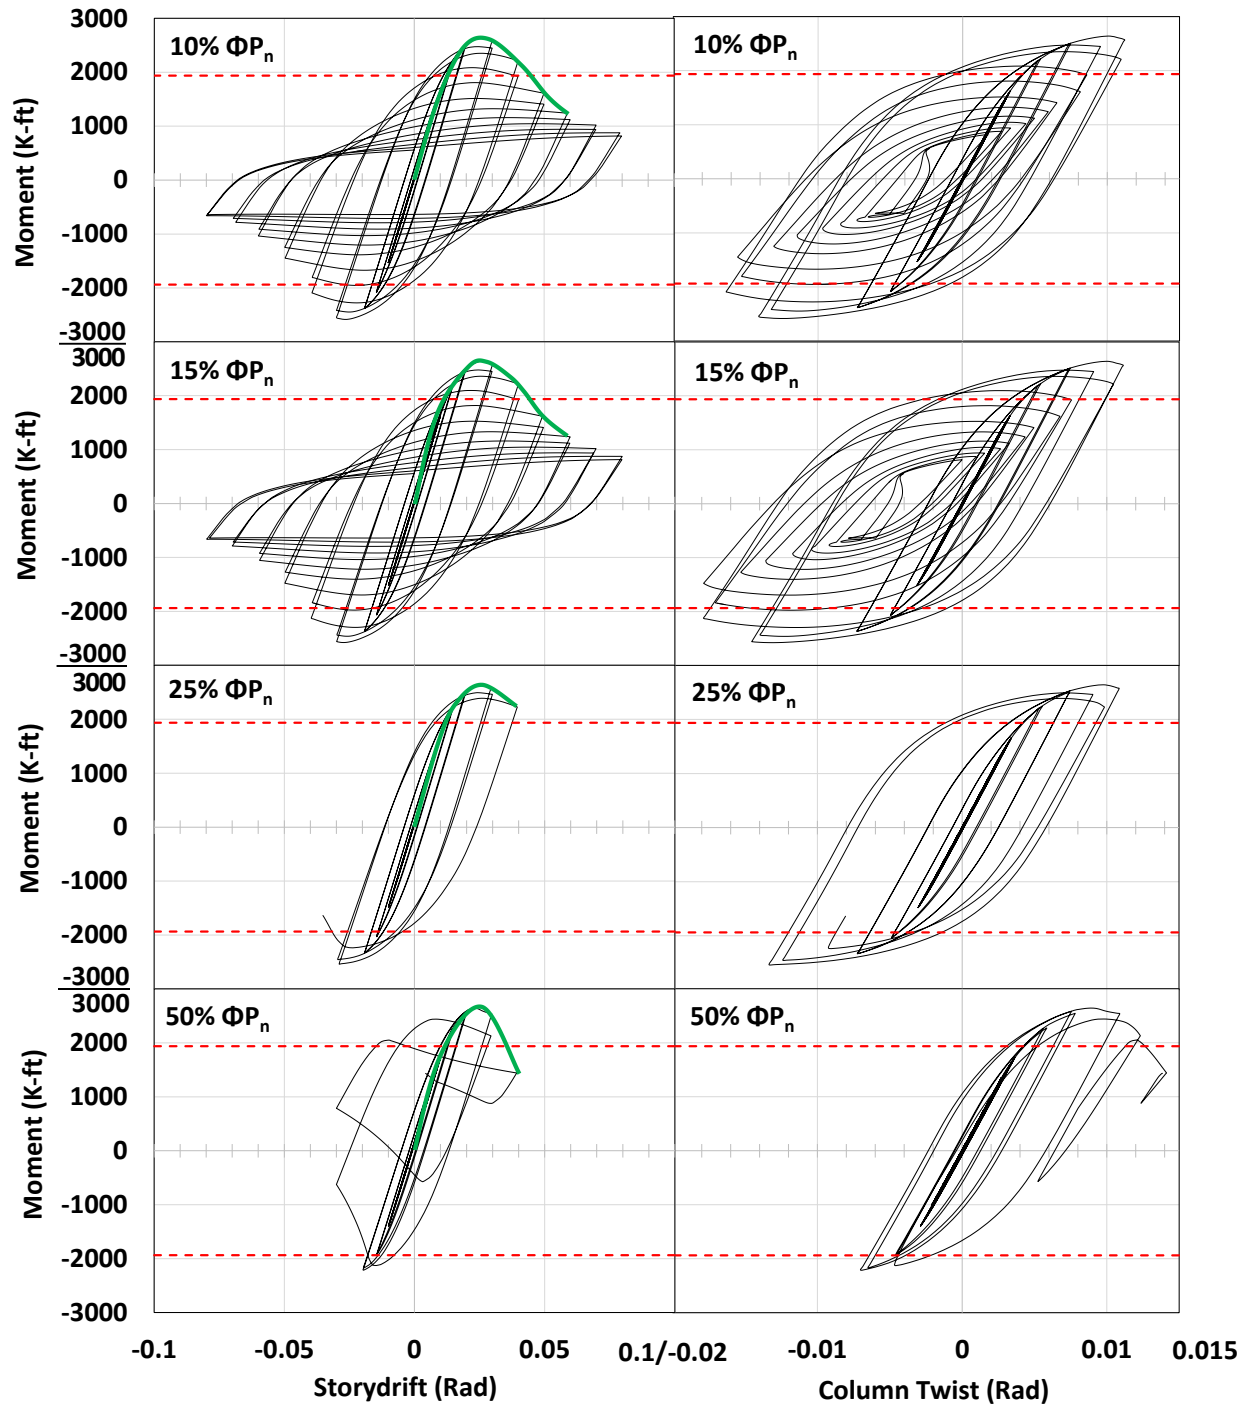 3000
2000
1000
0
-1000
-2000
-3000
Moment (K-ft)
10% ΦPn
10% ΦPn
3000
2000
1000
0
-1000
-2000
-3000
Moment (K-ft)
15% ΦPn
15% ΦPn
3000
2000
1000
0
-1000
-2000
-3000
Moment (K-ft)
25% ΦPn
25% ΦPn
3000
2000
1000
0
-1000
-2000
-3000
Moment (K-ft)
50% ΦPn
50% ΦPn
-0.1 -0.05 0 0.05 0.1/-0.02 -0.01 0 0.01 0.015
Storydrift (Rad) Column Twist (Rad)